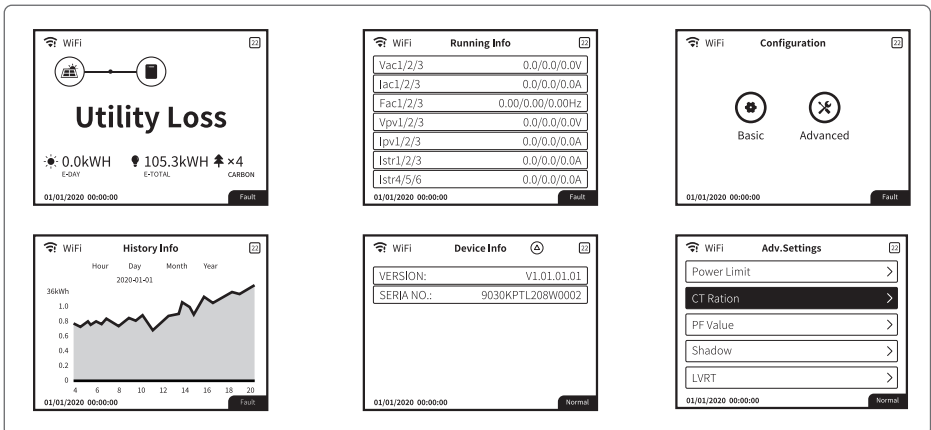 WiFi 22
Utility Loss
0.0kWH 105.3kWH ×4
E-DAY E-TOTAL CARBON
01/01/2020 00:00:00 Fault
WiFi Running Info 22
Vac1/2/3 0.0/0.0/0.0V
Iac1/2/3 0.0/0.0/0.0A
Fac1/2/3 0.00/0.00/0.00Hz
Vpv1/2/3 0.0/0.0/0.0V
Ipv1/2/3 0.0/0.0/0.0A
Istr1/2/3 0.0/0.0/0.0A
Istr4/5/6 0.0/0.0/0.0A
01/01/2020 00:00:00 Fault
WiFi Configuration 22
Basic Advanced
01/01/2020 00:00:00 Fault
WiFi History Info 22
Hour Day Month Year
2020-01-01
36kWh
1.0
0.8
0.6
0.4
0.2
0
4 6 8 10 12 14 16 18 20
01/01/2020 00:00:00 Fault
WiFi Device Info 22
VERSION: V1.01.01.01
SERJA NO.: 9030KPTL208W0002
01/01/2020 00:00:00 Normal
WiFi Adv.Settings 22
Power Limit
CT Ration
PF Value
Shadow
LVRT
01/01/2020 00:00:00 Normal